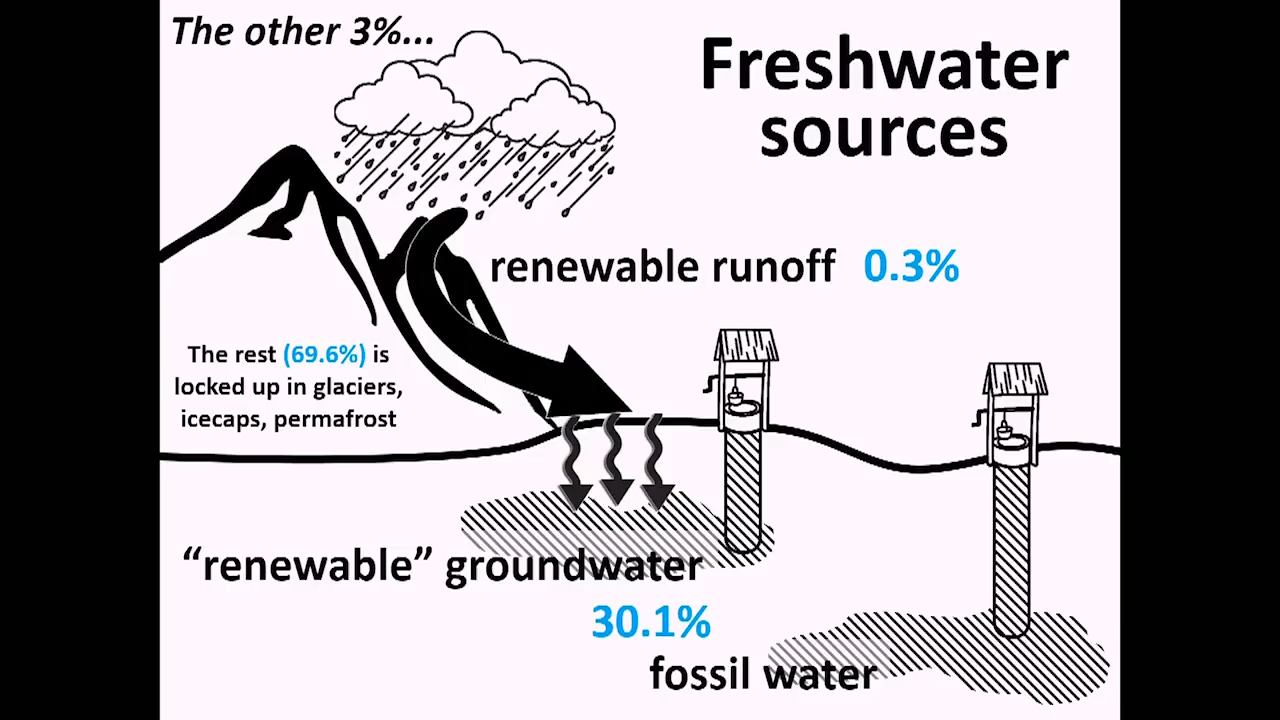 The other 3%...
Freshwater
sources
renewable runoff 0.3%
The rest (69.6%) is
locked up in glaciers,
icecaps, permafrost
“renewable” groundwater
30.1%
fossil water